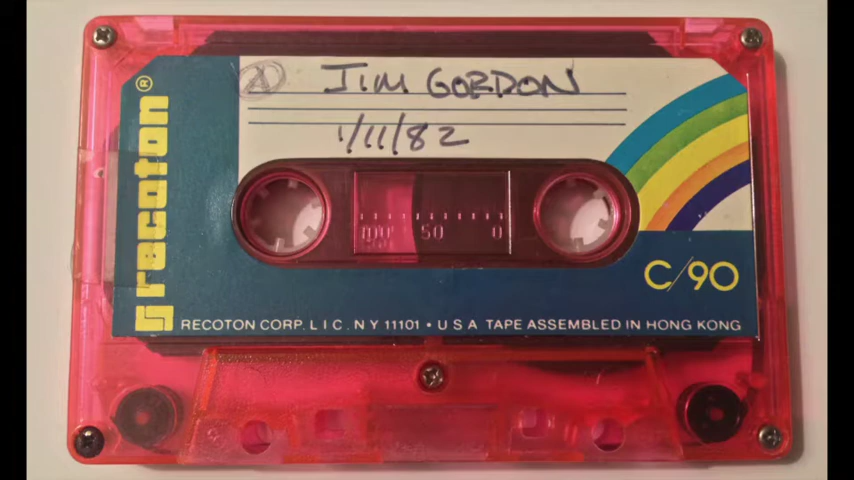 A JIM GORDON
1/11/82
recoton®
100 50 0
C/90
RECOTON CORP. L I C. N Y 11101 • U S A TAPE ASSEMBLED IN HONG KONG